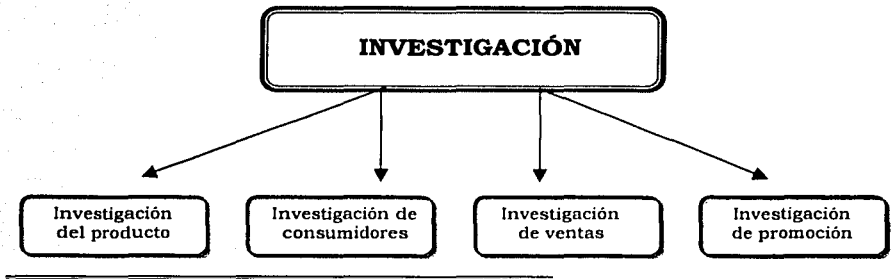 INVESTIGACIÓN
Investigación
del producto
Investigación de
consumidores
Investigación
de ventas
Investigación
de promoción